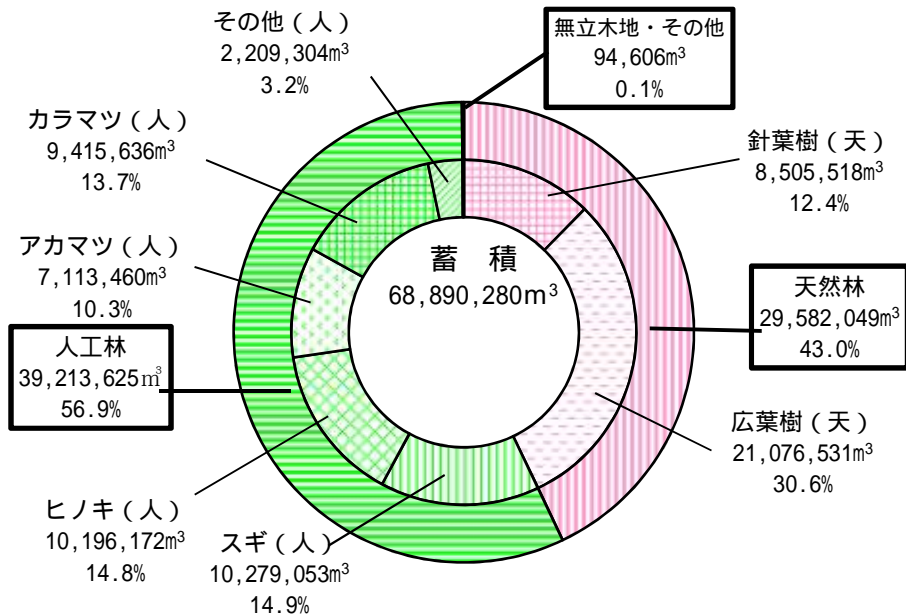 その他（人）
2,209,304m³
3.2%
無立木地・その他
94,606m³
0.1%
カラマツ（人）
9,415,636m³
13.7%
針葉樹（天）
8,505,518m³
12.4%
アカマツ（人）
7,113,460m³
10.3%
蓄 積
68,890,280m³
天然林
29,582,049m³
43.0%
人工林
39,213,625㎥
56.9%
広葉樹（天）
21,076,531m³
30.6%
ヒノキ（人）
10,196,172m³
14.8%
スギ（人）
10,279,053m³
14.9%